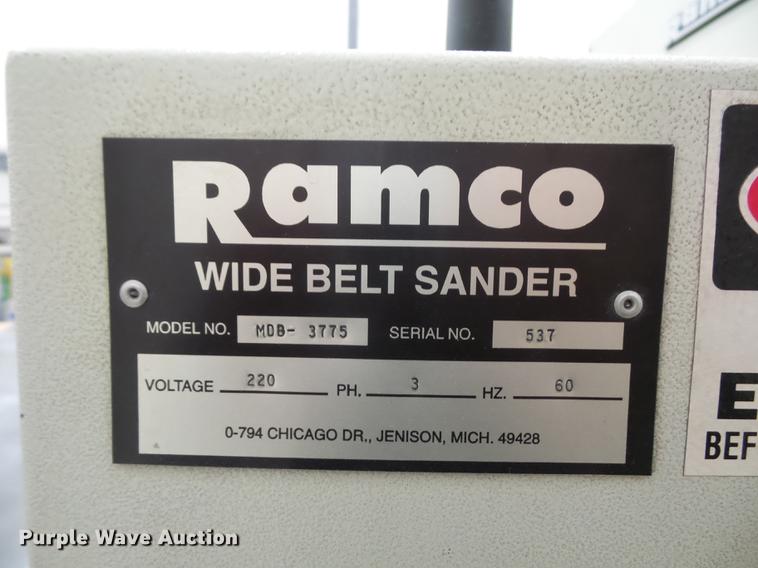 Ramco
WIDE BELT SANDER
MODEL NO. MDB- 3775 SERIAL NO. 537
VOLTAGE 220 PH. 3 HZ. 60
0-794 CHICAGO DR., JENISON, MICH. 49428
E
BEF
Purple Wave Auction